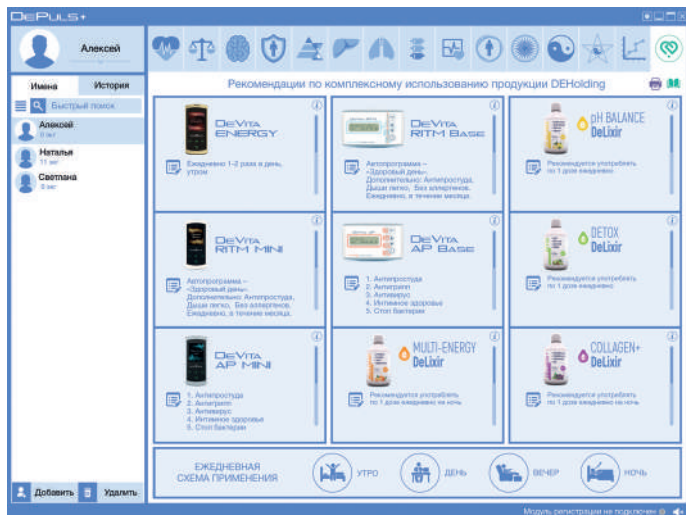 DEPULS+
Алексей
Имена
История
Быстрый поиск
Алексей
0 лет
Наталья
11 лет
Светлана
0 лет
Рекомендации по комплексному использованию продукции DEHolding
DEVITA
ENERGY
Ежедневно 1-2 раза в день,
утром
DEVITA
RITM BASE
Автопрограмма –
«Здоровый день».
Дополнительно: Антипростуда,
Дыши легко, Без аллергенов.
Ежедневно, в течение месяца.
pH BALANCE
DeLixir
Рекомендуется употреблять
по 1 дозе ежедневно
DEVITA
RITM MINI
Автопрограмма –
«Здоровый день».
Дополнительно: Антипростуда,
Дыши легко, Без аллергенов.
Ежедневно, в течение месяца.
DEVITA
AP BASE
1. Антипростуда
2. Антигрипп
3. Антивирус
4. Интимное здоровье
5. Стоп бактерии
DETOX
DeLixir
Рекомендуется употреблять
по 1 дозе ежедневно
DEVITA
AP MINI
1. Антипростуда
2. Антигрипп
3. Антивирус
4. Интимное здоровье
5. Стоп бактерии
MULTI-ENERGY
DeLixir
Рекомендуется употреблять
по 1 дозе ежедневно на ночь
COLLAGEN+
DeLixir
Рекомендуется употреблять
по 1 дозе ежедневно на ночь
ЕЖЕДНЕВНАЯ
СХЕМА ПРИМЕНЕНИЯ
УТРО
ДЕНЬ
ВЕЧЕР
НОЧЬ
Добавить
Удалить
Модуль регистрации не подключен